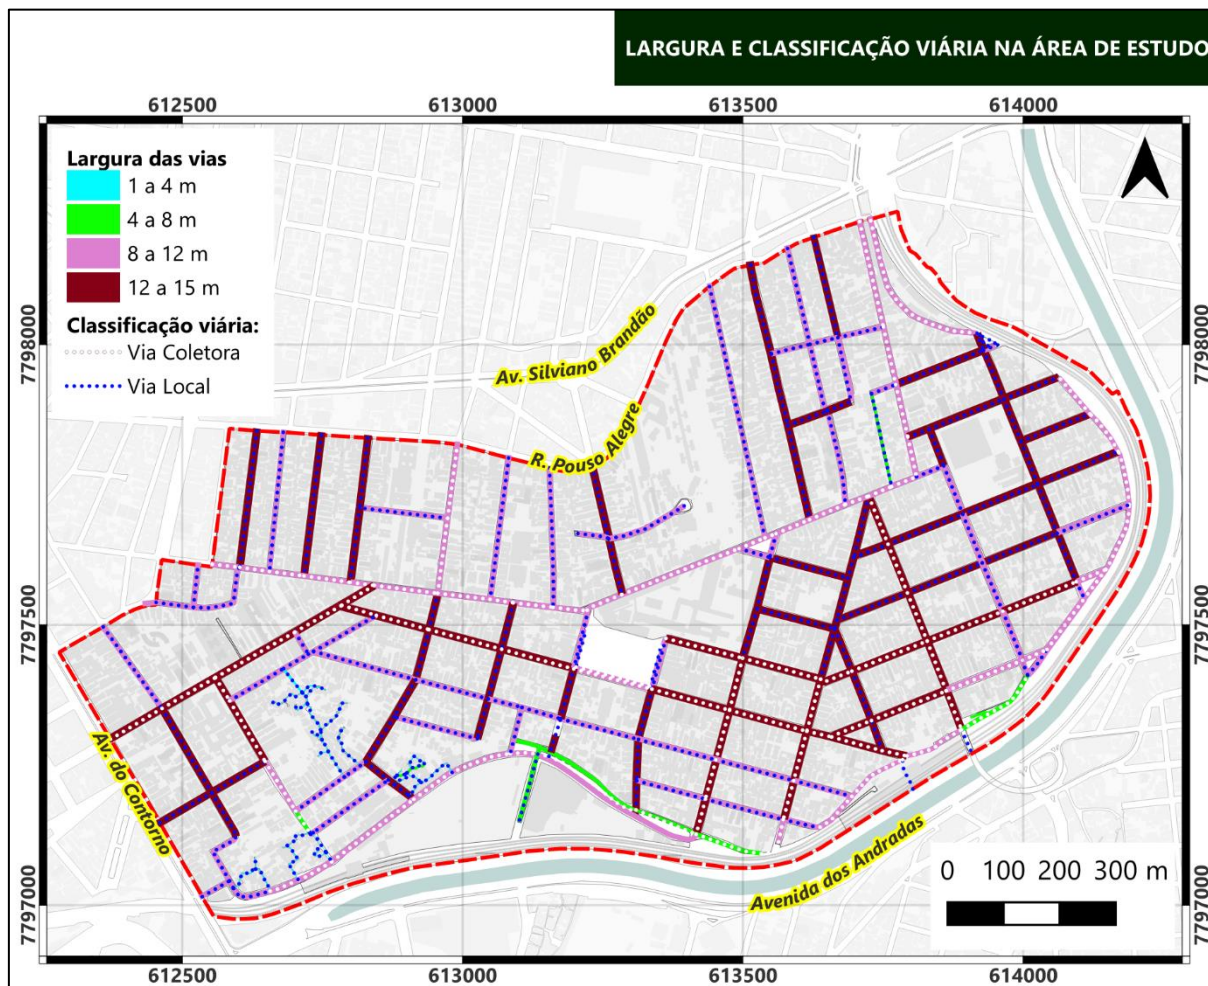 LARGURA E CLASSIFICAÇÃO VIÁRIA NA ÁREA DE ESTUDO
612500 613000 613500 614000
Largura das vias
1 a 4 m
4 a 8 m
8 a 12 m
12 a 15 m
Classificação viária:
Via Coletora
Via Local
7798000
7798000
Av. Silviano Brandão
R. Pouso Alegre
7797500
7797500
Av. do Contorno
Avenida dos Andradas
0 100 200 300 m
7797000
7797000
612500 613000 613500 614000